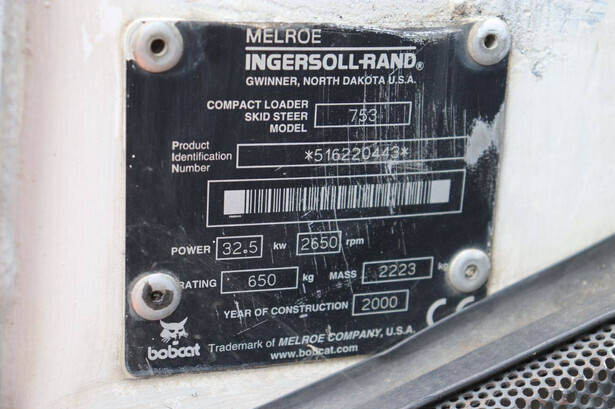 MELROE
INGERSOLL-RAND®
GWINNER, NORTH DAKOTA U.S.A.
COMPACT LOADER
SKID STEER
MODEL 753
Product
Identification
Number *516220443*
POWER 32.5 kw 2650 rpm
RATING 650 kg MASS 2223 kg
YEAR OF CONSTRUCTION 2000
CE
bobcat Trademark of MELROE COMPANY, U.S.A.
www.bobcat.com